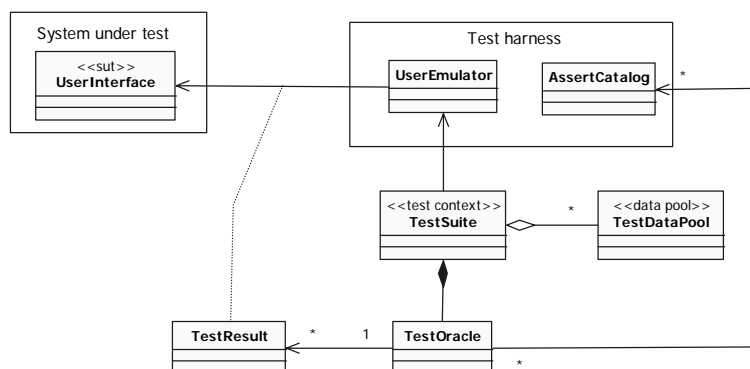 System under test
Test harness
<<sut>>
UserInterface
UserEmulator
AssertCatalog
*
<<test context>>
TestSuite
*
<<data pool>>
TestDataPool
TestResult
*
1
TestOracle
*